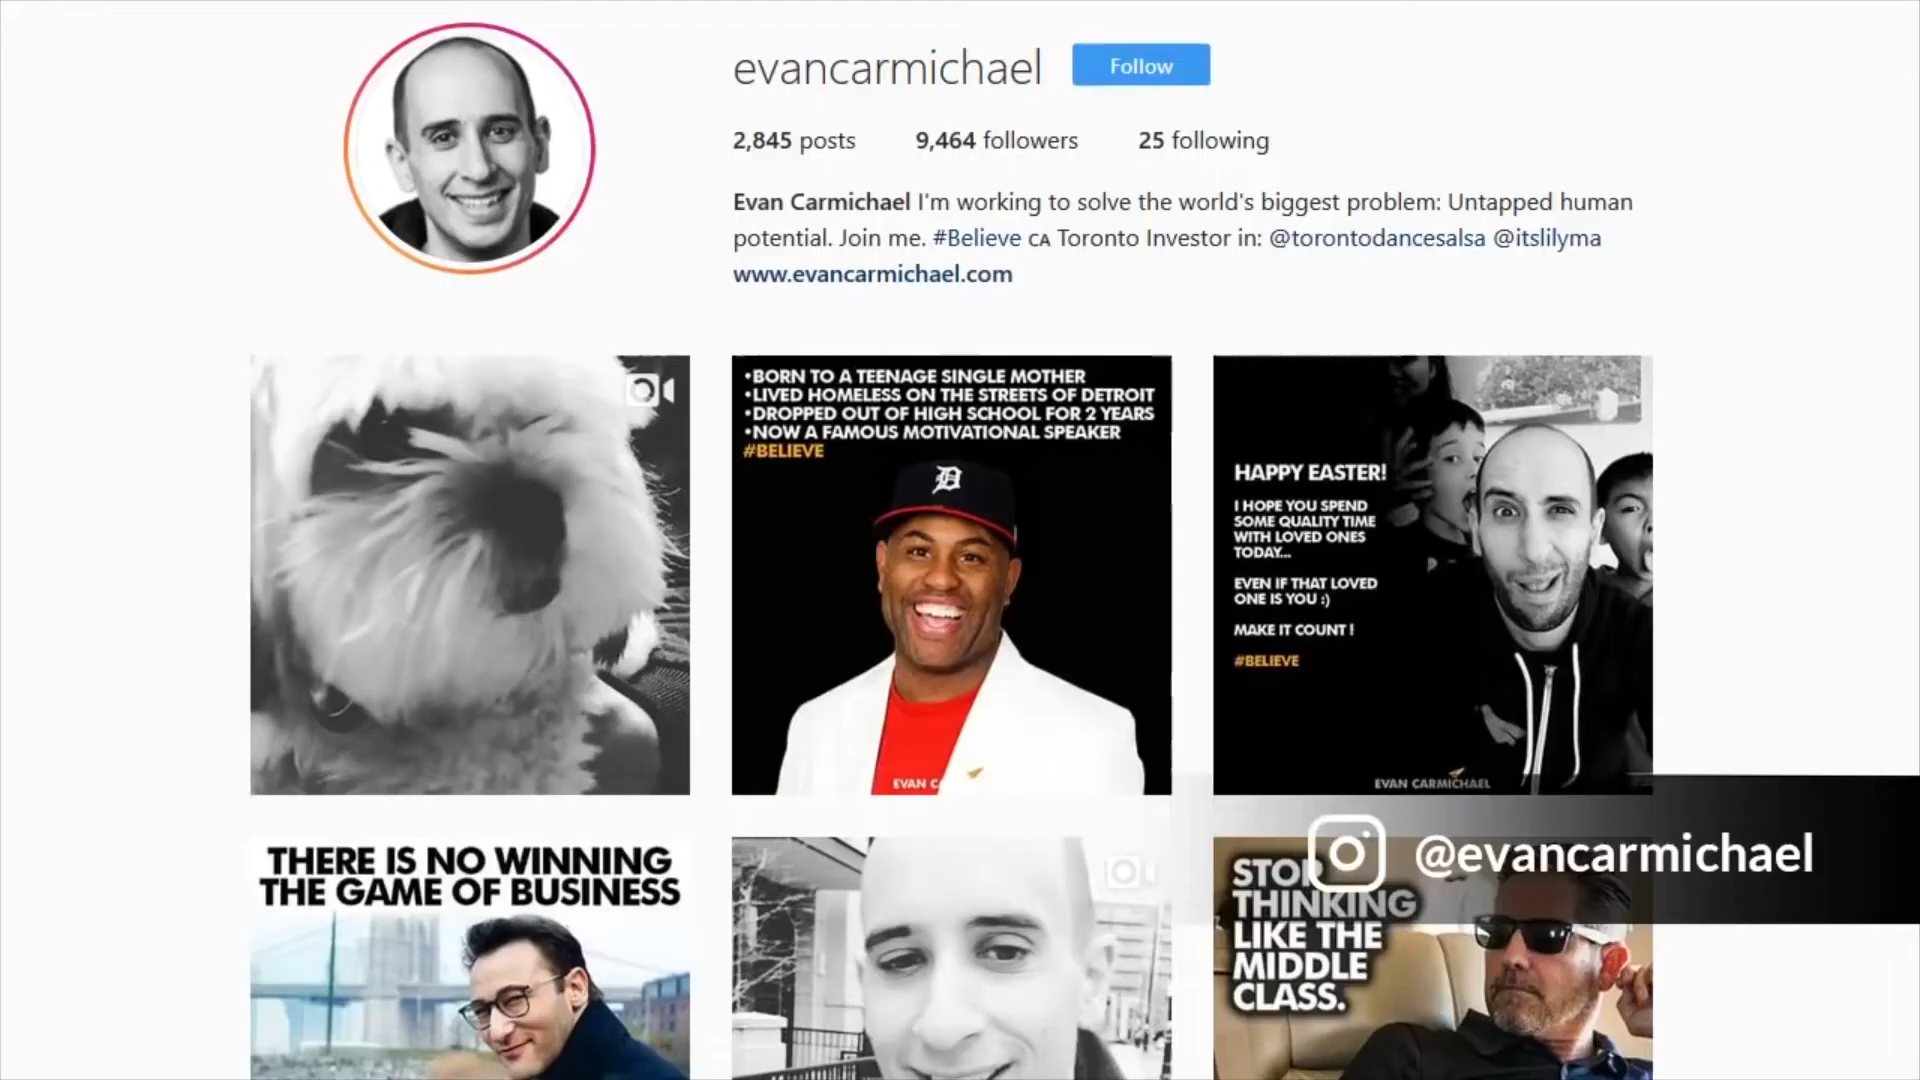 evancarmichael
Follow
2,845 posts 9,464 followers 25 following
Evan Carmichael I'm working to solve the world's biggest problem: Untapped human
potential. Join me. #Believe CA Toronto Investor in: @torontodancesalsa @itslilyma
www.evancarmichael.com
•BORN TO A TEENAGE SINGLE MOTHER
•LIVED HOMELESS ON THE STREETS OF DETROIT
•DROPPED OUT OF HIGH SCHOOL FOR 2 YEARS
•NOW A FAMOUS MOTIVATIONAL SPEAKER
#BELIEVE
D
EVAN C
HAPPY EASTER!
I HOPE YOU SPEND
SOME QUALITY TIME
WITH LOVED ONES
TODAY...
EVEN IF THAT LOVED
ONE IS YOU :)
MAKE IT COUNT !
#BELIEVE
EVAN CARMICHAEL
THERE IS NO WINNING
THE GAME OF BUSINESS
STOP
THINKING
LIKE THE
MIDDLE
CLASS.
@evancarmichael